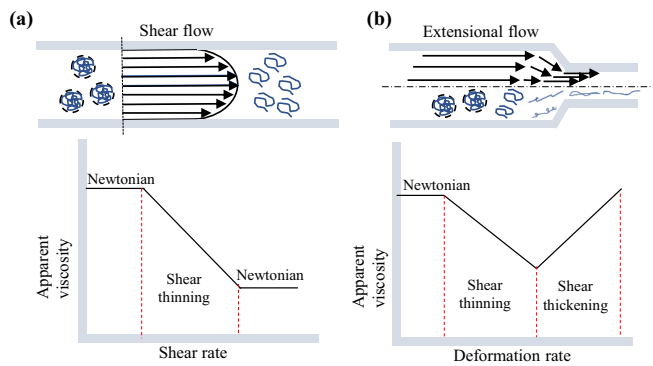 (a)
Shear flow
Newtonian
Shear
thinning
Newtonian
Apparent
viscosity
Shear rate
(b)
Extensional flow
Newtonian
Shear
thinning
Shear
thickening
Apparent
viscosity
Deformation rate